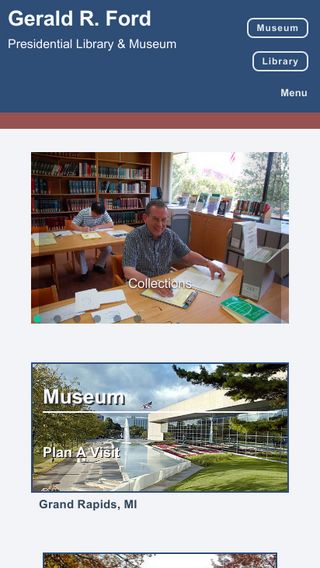 Gerald R. Ford
Presidential Library & Museum
Museum
Library
Menu
Collections
Museum
Plan A Visit
Grand Rapids, MI